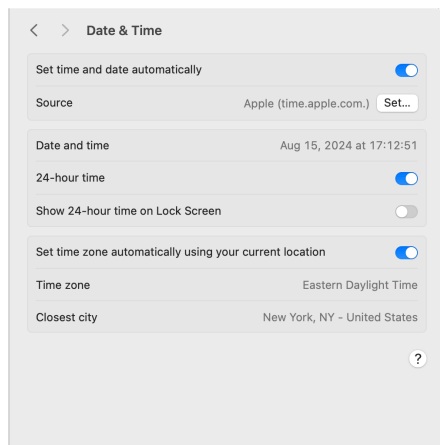 Date & Time
Set time and date automatically
Source Apple (time.apple.com.) Set...
Date and time Aug 15, 2024 at 17:12:51
24-hour time
Show 24-hour time on Lock Screen
Set time zone automatically using your current location
Time zone Eastern Daylight Time
Closest city New York, NY - United States
?